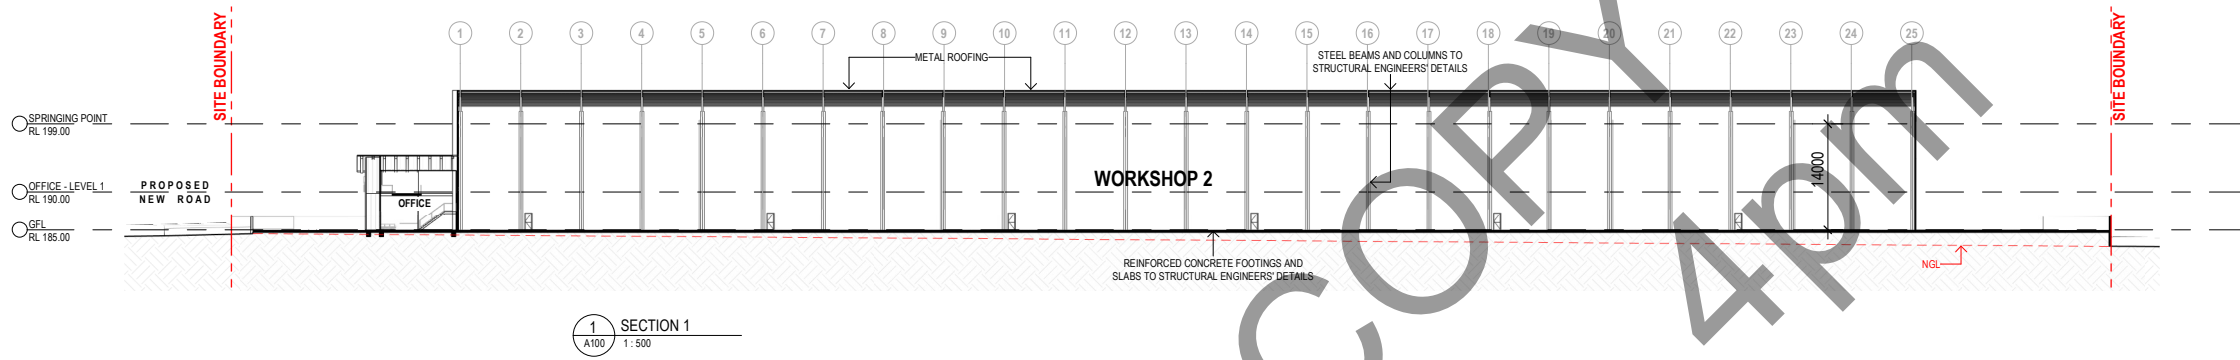 1 2 3 4 5 6 7 8 9 10 11 12 13 14 15 16 17 18 19 20 21 22 23 24 25
SITE BOUNDARY
SITE BOUNDARY
METAL ROOFING
STEEL BEAMS AND COLUMNS TO
STRUCTURAL ENGINEERS' DETAILS
SPRINGING POINT
RL 199.00
OFFICE - LEVEL 1
RL 190.00
GFL
RL 185.00
PROPOSED
NEW ROAD
OFFICE
WORKSHOP 2
14000
REINFORCED CONCRETE FOOTINGS AND
SLABS TO STRUCTURAL ENGINEERS' DETAILS
NGL
1 SECTION 1
A100 1 : 500
COPY
4pm